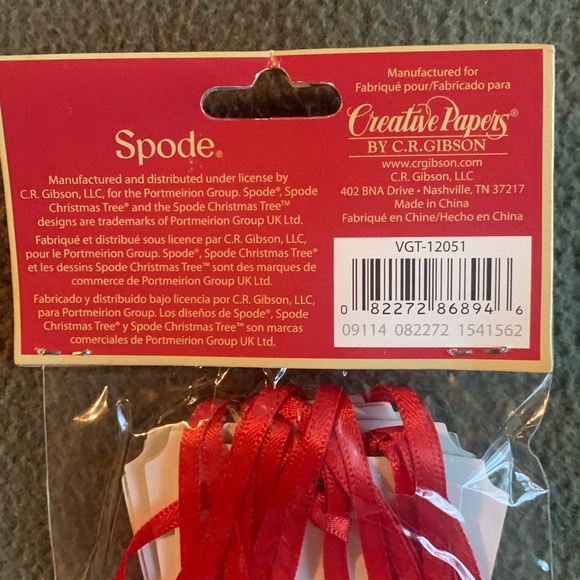 Spode®
Manufactured and distributed under license by
C.R. Gibson, LLC, for the Portmeirion Group. Spode®, Spode
Christmas Tree® and the Spode Christmas Tree™
designs are trademarks of Portmeirion Group UK Ltd.
Fabriqué et distribué sous licence par C.R. Gibson, LLC,
pour le Portmeirion Group. Spode®, Spode Christmas Tree®
et les dessins Spode Christmas Tree™ sont des marques de
commerce de Portmeirion Group UK Ltd.
Fabricado y distribuido bajo licencia por C.R. Gibson, LLC,
para Portmeirion Group. Los diseños de Spode®, Spode
Christmas Tree® y Spode Christmas Tree™ son marcas
comerciales de Portmeirion Group UK Ltd.
Manufactured for
Fabriqué pour/Fabricado para
Creative Papers®
BY C.R. GIBSON
www.crgibson.com
C.R. Gibson, LLC
402 BNA Drive • Nashville, TN 37217
Made in China
Fabriqué en Chine/Hecho en China
VGT-12051
0 82272 86894 6
09114 082272 1541562